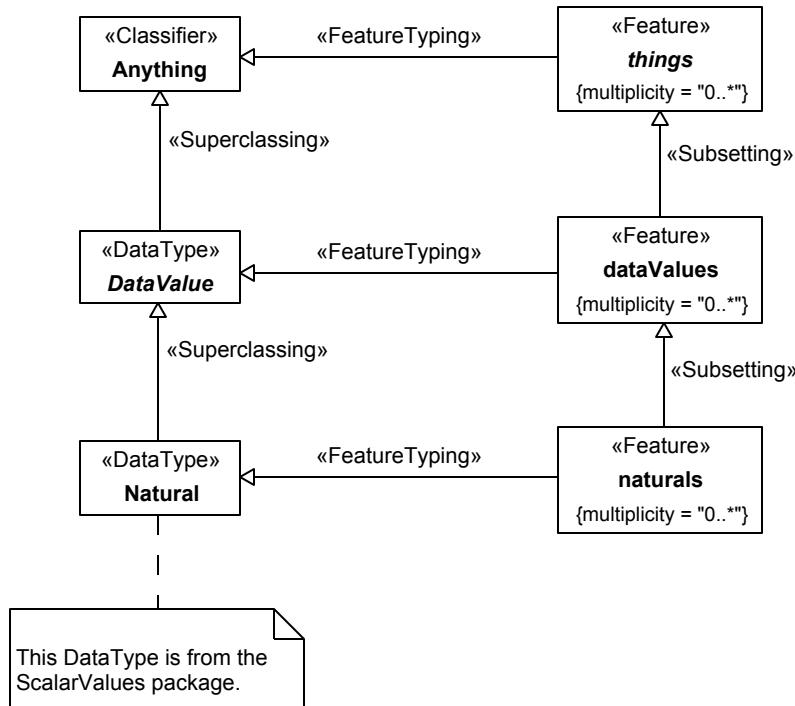 «Classifier»
Anything
«FeatureTyping»
«Feature»
things
{multiplicity = "0..*"}
«Superclassing»
«Subsetting»
«DataType»
DataValue
«FeatureTyping»
«Feature»
dataValues
{multiplicity = "0..*"}
«Superclassing»
«Subsetting»
«DataType»
Natural
«FeatureTyping»
«Feature»
naturals
{multiplicity = "0..*"}
This DataType is from the
ScalarValues package.